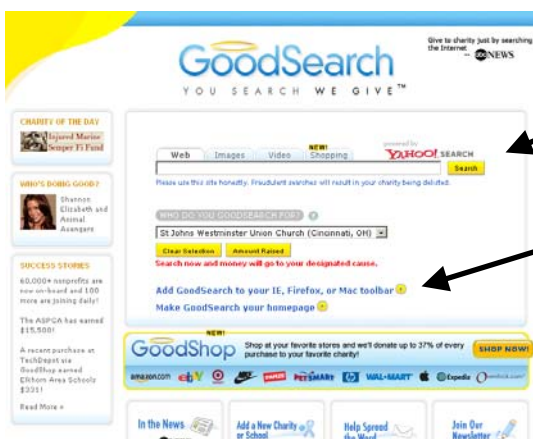 Give to charity just by searching
the Internet
-- abc NEWS
GoodSearch
YOU SEARCH WE GIVE™
CHARITY OF THE DAY
Injured Marine
Semper Fi Fund
WHO'S DOING GOOD?
Shannon
Elizabeth and
Animal
Avengers
SUCCESS STORIES
60,000+ nonprofits are
now on-board and 100
more are joining daily!
The ASPCA has earned
$15,500!
A recent purchase at
TechDepot via
GoodShop earned
Elkhorn Area Schools
$231!
Read More »
Web Images Video NEW! Shopping
powered by YAHOO! SEARCH
Search
Please use this site honestly. Fraudulent searches will result in your charity being delisted.
WHO DO YOU GOODSEARCH FOR? ?
St Johns Westminster Union Church (Cincinnati, OH)
Clear Selection Amount Raised
Search now and money will go to your designated cause.
Add GoodSearch to your IE, Firefox, or Mac toolbar
Make GoodSearch your homepage
NEW!
GoodShop
Shop at your favorite stores and we'll donate up to 37% of every
purchase to your favorite charity!
SHOP NOW!
amazon.com ebY NIKE STAPLES PETSMART hp WAL-MART Expedia overstock.com
In the News
Add a New Charity
or School
Help Spread
the Word
Join Our
Newsletter